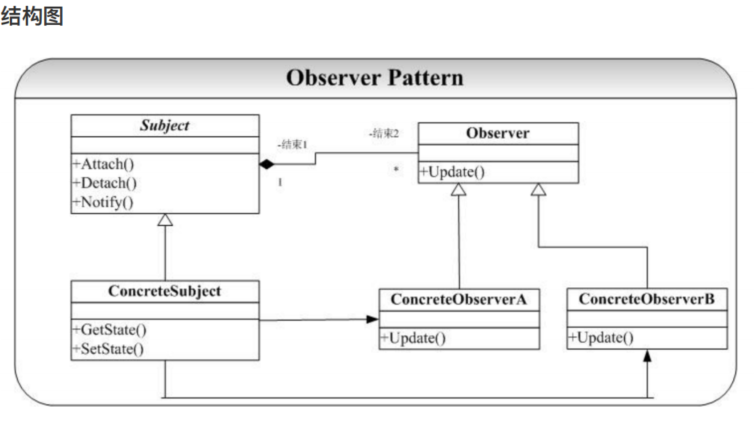 结构图
Observer Pattern
Subject
+Attach()
+Detach()
+Notify()
-结束1
1
-结束2
*
Observer
+Update()
ConcreteSubject
+GetState()
+SetState()
ConcreteObserverA
+Update()
ConcreteObserverB
+Update()